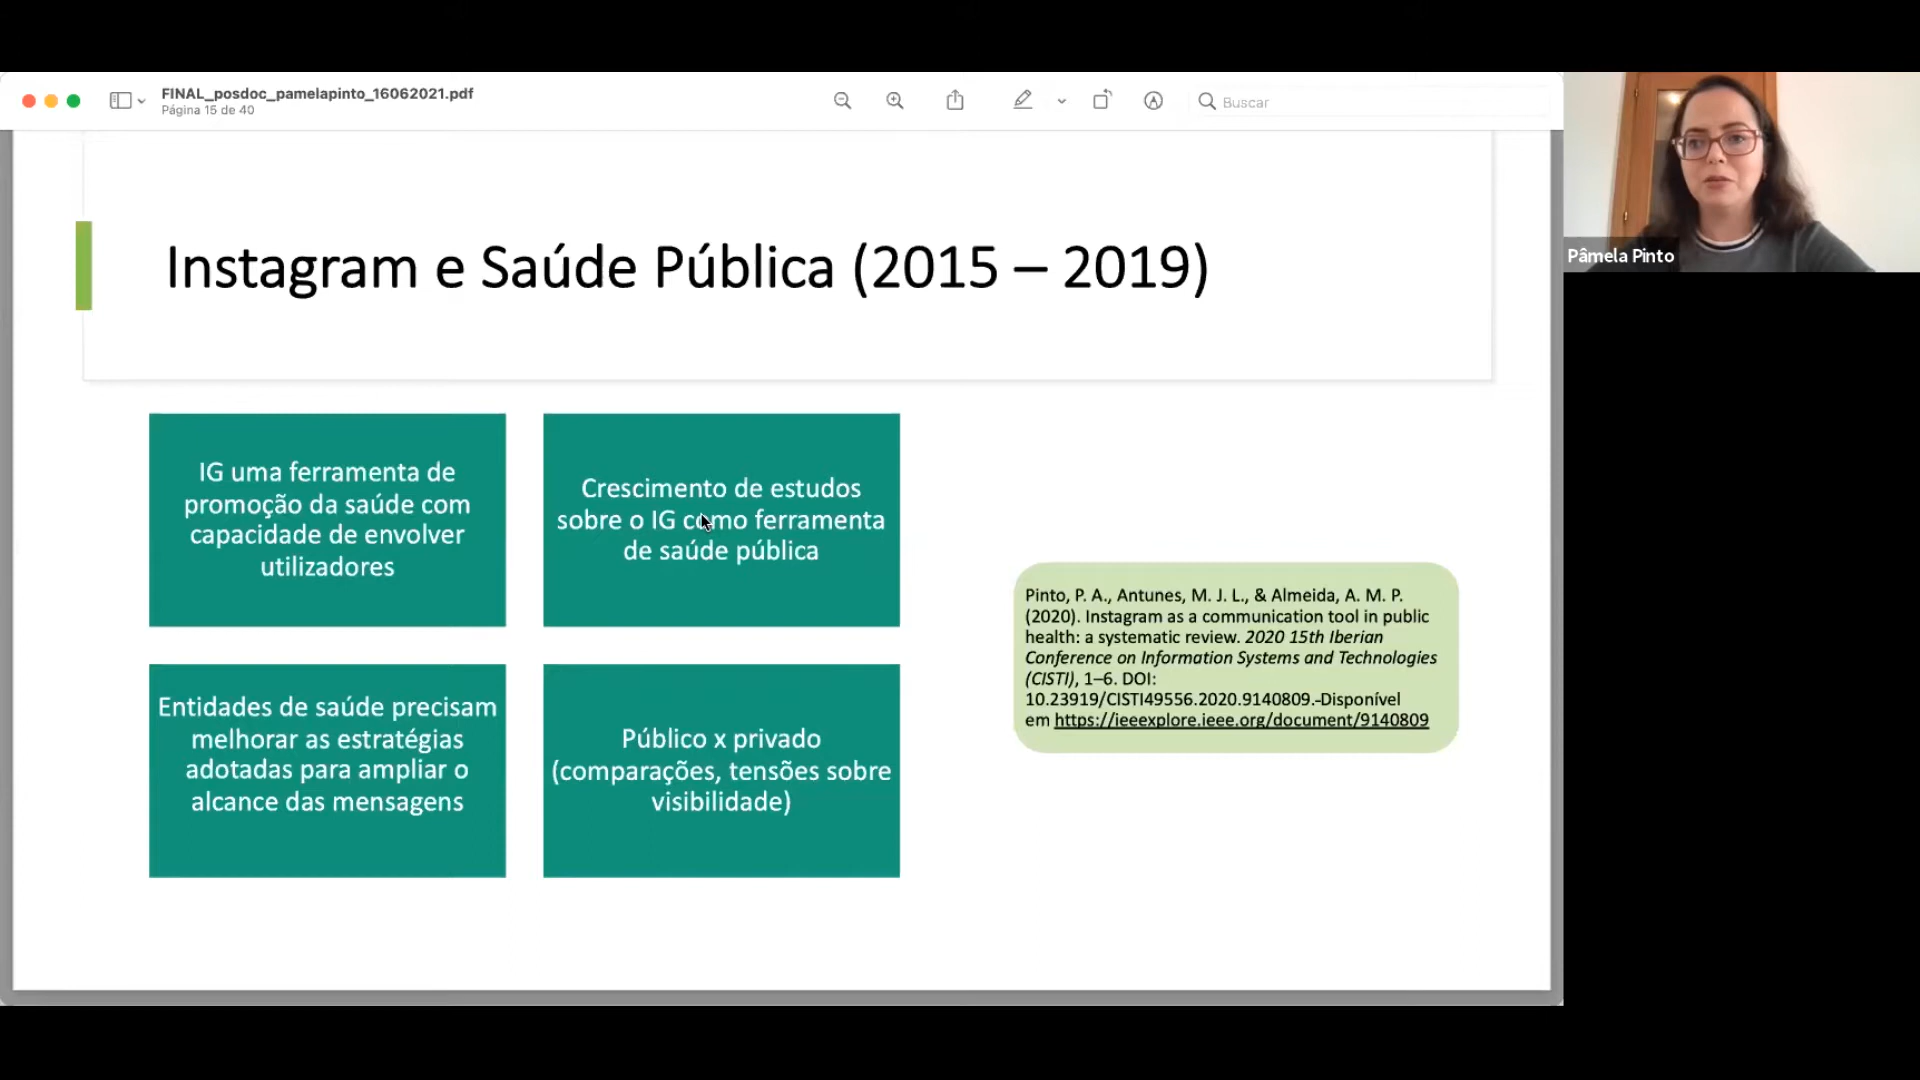 FINAL_posdoc_pamelapinto_16062021.pdf
Página 15 de 40
Buscar
Pâmela Pinto
Instagram e Saúde Pública (2015 – 2019)
IG uma ferramenta de
promoção da saúde com
capacidade de envolver
utilizadores
Crescimento de estudos
sobre o IG como ferramenta
de saúde pública
Entidades de saúde precisam
melhorar as estratégias
adotadas para ampliar o
alcance das mensagens
Público x privado
(comparações, tensões sobre
visibilidade)
Pinto, P. A., Antunes, M. J. L., & Almeida, A. M. P.
(2020). Instagram as a communication tool in public
health: a systematic review. 2020 15th Iberian
Conference on Information Systems and Technologies
(CISTI), 1–6. DOI:
10.23919/CISTI49556.2020.9140809.-Disponível
em https://ieeexplore.ieee.org/document/9140809